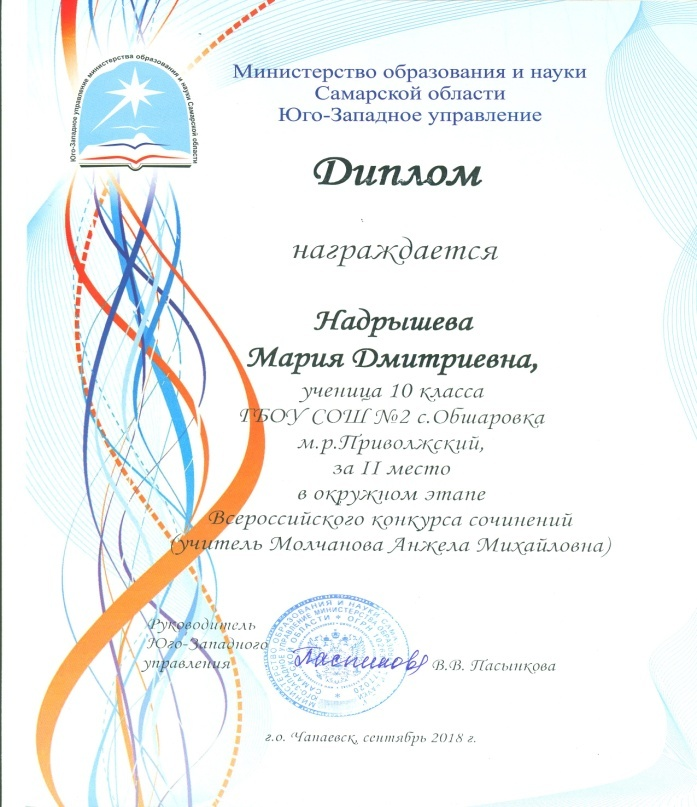 Юго-Западное управление министерства образования и науки Самарской области
Министерство образования и науки
Самарской области
Юго-Западное управление
Диплом
награждается
Надрышева
Мария Дмитриевна,
ученица 10 класса
ГБОУ СОШ №2 с.Обшаровка
м.р.Приволжский,
за II место
в окружном этапе
Всероссийского конкурса сочинений
(учитель Молчанова Анжела Михайловна)
Руководитель
Юго-Западного
управления
В.В. Пасынкова
г.о. Чапаевск, сентябрь 2018 г.